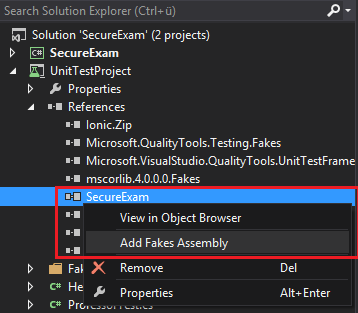 Search Solution Explorer (Ctrl+ü)
Solution 'SecureExam' (2 projects)
SecureExam
UnitTestProject
Properties
References
Ionic.Zip
Microsoft.QualityTools.Testing.Fakes
Microsoft.VisualStudio.QualityTools.UnitTestFrame
mscorlib.4.0.0.0.Fakes
SecureExam
View in Object Browser
Add Fakes Assembly
Fak
Remove Del
He
Properties Alt+Enter
C# ProfessorTest.cs